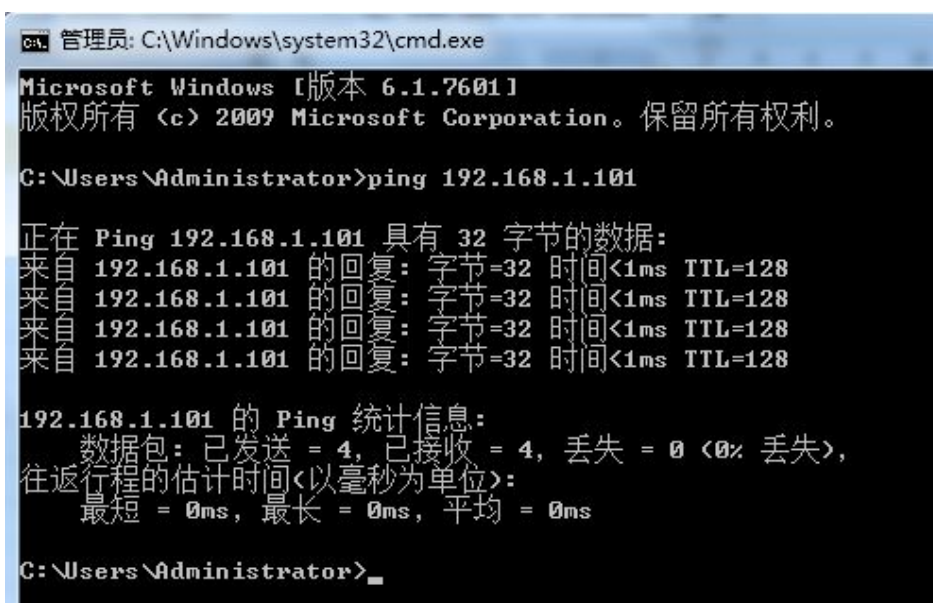 管理员: C:\Windows\system32\cmd.exe
Microsoft Windows [版本 6.1.7601]
版权所有 (c) 2009 Microsoft Corporation。保留所有权利。
C:\Users\Administrator>ping 192.168.1.101
正在 Ping 192.168.1.101 具有 32 字节的数据:
来自 192.168.1.101 的回复: 字节=32 时间<1ms TTL=128
来自 192.168.1.101 的回复: 字节=32 时间<1ms TTL=128
来自 192.168.1.101 的回复: 字节=32 时间<1ms TTL=128
来自 192.168.1.101 的回复: 字节=32 时间<1ms TTL=128
192.168.1.101 的 Ping 统计信息:
数据包: 已发送 = 4, 已接收 = 4, 丢失 = 0 (0% 丢失),
往返行程的估计时间(以毫秒为单位):
最短 = 0ms, 最长 = 0ms, 平均 = 0ms
C:\Users\Administrator>_